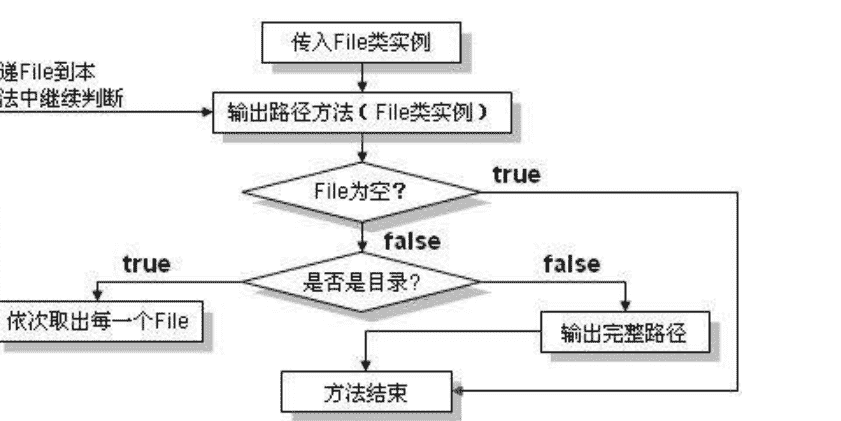 传入File类实例
递File到本
法中继续判断
输出路径方法（File类实例）
File为空?
true
false
是否是目录?
true
false
依次取出每一个File
输出完整路径
方法结束